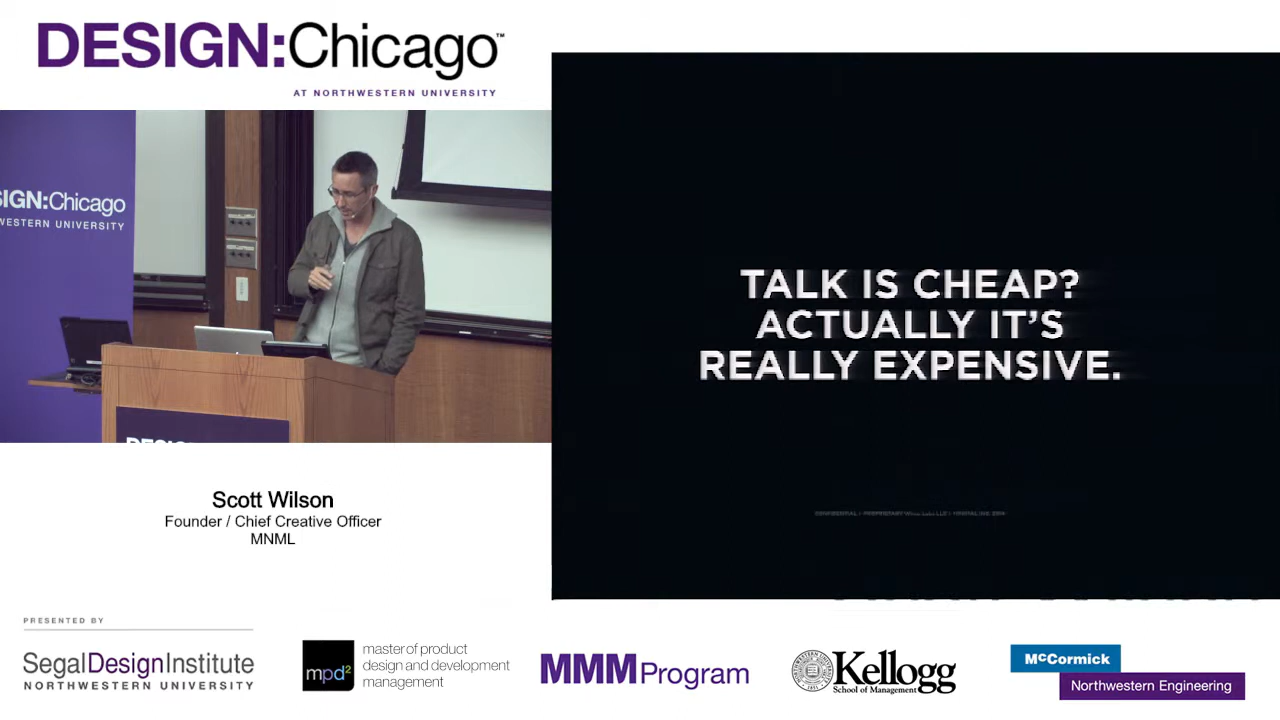 DESIGN:Chicago™
AT NORTHWESTERN UNIVERSITY
SIGN:Chicago
WESTERN UNIVERSITY
TALK IS CHEAP?
ACTUALLY IT'S
REALLY EXPENSIVE.
Scott Wilson
Founder / Chief Creative Officer
MNML
PRESENTED BY
SegalDesignInstitute
NORTHWESTERN UNIVERSITY
mpd²
master of product
design and development
management
MMM Program
Kellogg
School of Management
McCormick
Northwestern Engineering